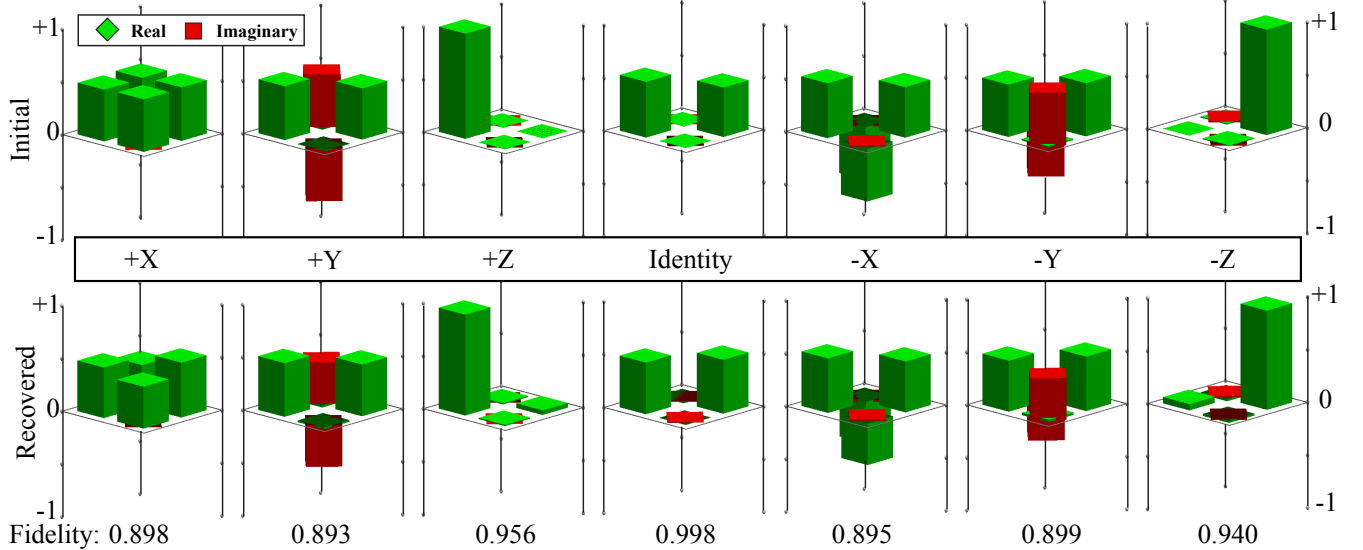 Real Imaginary
+1
0
-1
Initial
+1
0
-1
+X +Y +Z Identity -X -Y -Z
+1
0
-1
Recovered
+1
0
-1
Fidelity: 0.898 0.893 0.956 0.998 0.895 0.899 0.940